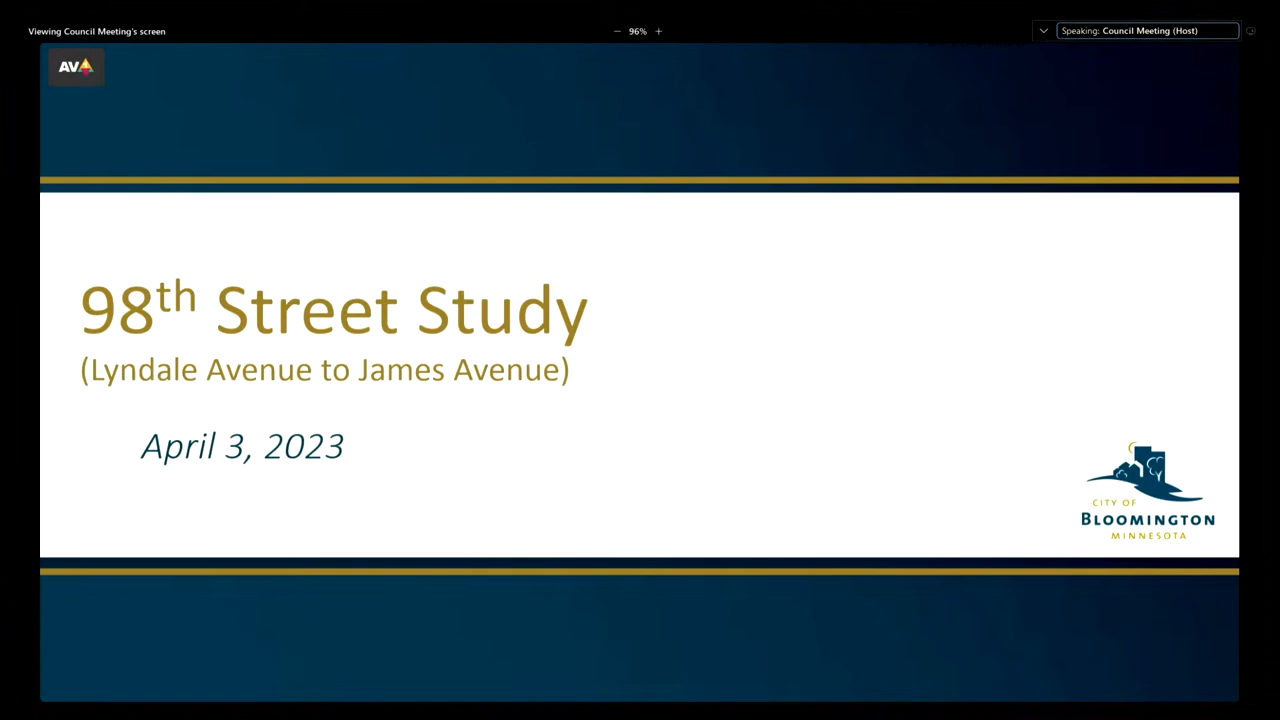 Viewing Council Meeting's screen
− 96% +
Speaking: Council Meeting (Host)
AV
98th Street Study
(Lyndale Avenue to James Avenue)
April 3, 2023
CITY OF
BLOOMINGTON
MINNESOTA